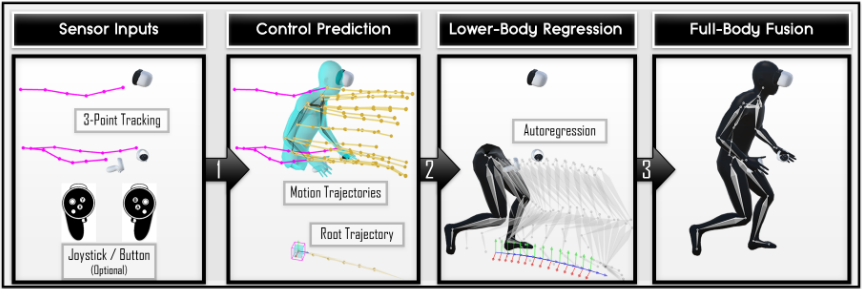 Sensor Inputs
Control Prediction
Lower-Body Regression
Full-Body Fusion
3-Point Tracking
Joystick / Button
(Optional)
1
Motion Trajectories
Root Trajectory
2
Autoregression
3